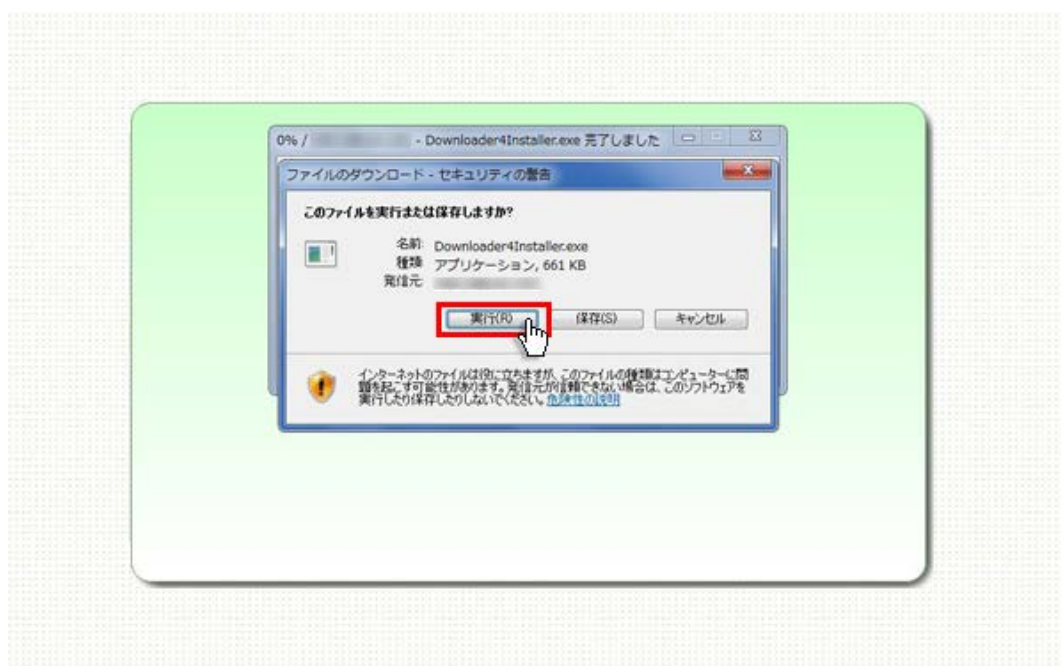 0% / - Downloader4Installer.exe 完了しました
ファイルのダウンロード - セキュリティの警告
このファイルを実行または保存しますか?
名前: Downloader4Installer.exe
種類: アプリケーション, 661 KB
発信元:
実行(R) 保存(S) キャンセル
インターネットのファイルは役に立ちますが、このファイルの種類はコンピューターに問
題を起こす可能性があります。発信元が信頼できない場合は、このソフトウェアを
実行したり保存したりしないでください。危険性の説明